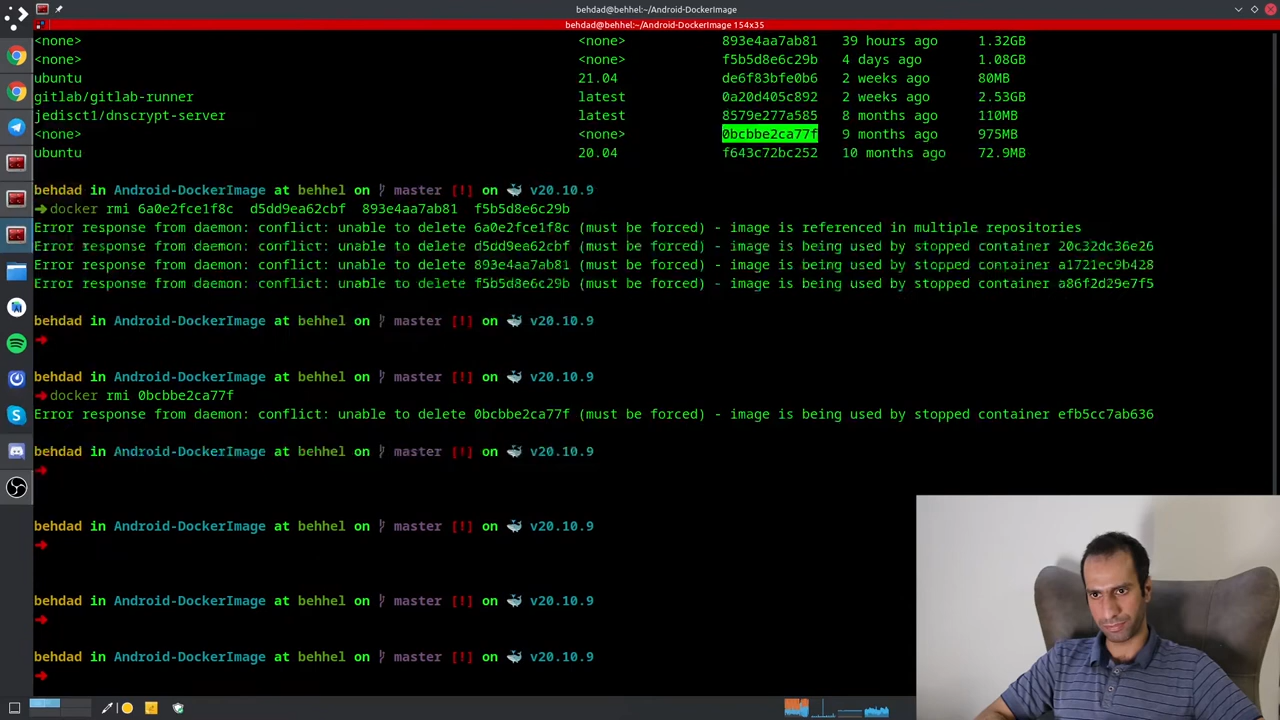 behdad@behhel:~/Android-DockerImage
behdad@behhel:~/Android-DockerImage 154x35
<none> <none> 893e4aa7ab81 39 hours ago 1.32GB
<none> <none> f5b5d8e6c29b 4 days ago 1.08GB
ubuntu 21.04 de6f83bfe0b6 2 weeks ago 80MB
gitlab/gitlab-runner latest 0a20d405c892 2 weeks ago 2.53GB
jedisct1/dnscrypt-server latest 8579e277a585 8 months ago 110MB
<none> <none> 0bcbbe2ca77f 9 months ago 975MB
ubuntu 20.04 f643c72bc252 10 months ago 72.9MB
behdad in Android-DockerImage at behhel on master [!] on 🐳 v20.10.9
➜docker rmi 6a0e2fce1f8c d5dd9ea62cbf 893e4aa7ab81 f5b5d8e6c29b
Error response from daemon: conflict: unable to delete 6a0e2fce1f8c (must be forced) - image is referenced in multiple repositories
Error response from daemon: conflict: unable to delete d5dd9ea62cbf (must be forced) - image is being used by stopped container 20c32dc36e26
Error response from daemon: conflict: unable to delete 893e4aa7ab81 (must be forced) - image is being used by stopped container a1721ec9b428
Error response from daemon: conflict: unable to delete f5b5d8e6c29b (must be forced) - image is being used by stopped container a86f2d29e7f5
behdad in Android-DockerImage at behhel on master [!] on 🐳 v20.10.9
➜
behdad in Android-DockerImage at behhel on master [!] on 🐳 v20.10.9
➜docker rmi 0bcbbe2ca77f
Error response from daemon: conflict: unable to delete 0bcbbe2ca77f (must be forced) - image is being used by stopped container efb5cc7ab636
behdad in Android-DockerImage at behhel on master [!] on 🐳 v20.10.9
➜
behdad in Android-DockerImage at behhel on master [!] on 🐳 v20.10.9
➜
behdad in Android-DockerImage at behhel on master [!] on 🐳 v20.10.9
➜
behdad in Android-DockerImage at behhel on master [!] on 🐳 v20.10.9
➜